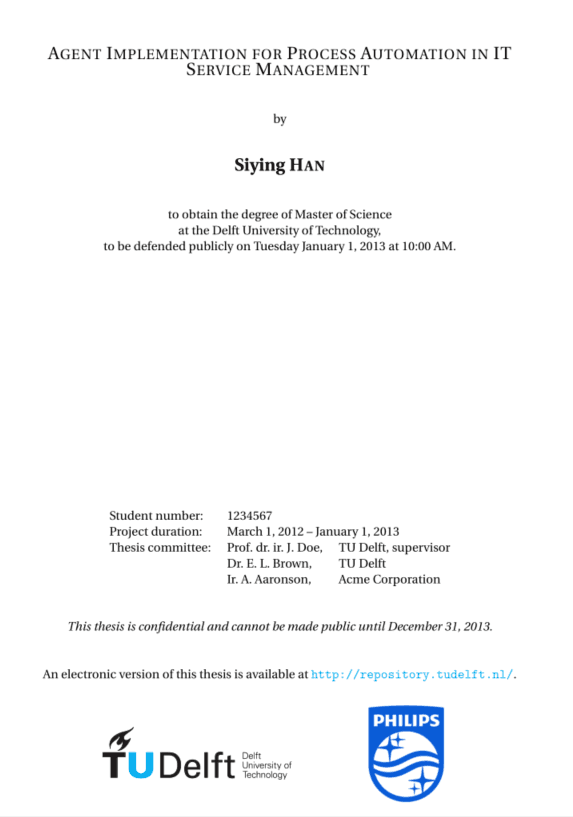 AGENT IMPLEMENTATION FOR PROCESS AUTOMATION IN IT
SERVICE MANAGEMENT
by
Siying HAN
to obtain the degree of Master of Science
at the Delft University of Technology,
to be defended publicly on Tuesday January 1, 2013 at 10:00 AM.
Student number: 1234567
Project duration: March 1, 2012 – January 1, 2013
Thesis committee: Prof. dr. ir. J. Doe, TU Delft, supervisor
Dr. E. L. Brown, TU Delft
Ir. A. Aaronson, Acme Corporation
This thesis is confidential and cannot be made public until December 31, 2013.
An electronic version of this thesis is available at http://repository.tudelft.nl/.
TUDelft
Delft
University of
Technology
PHILIPS